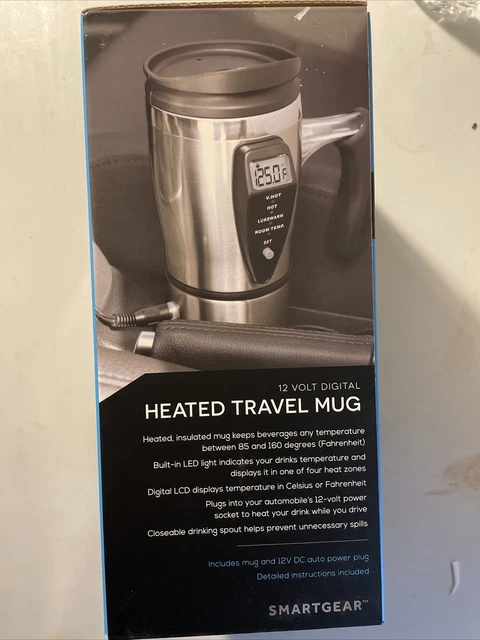 125.0°F
V.HOT
HOT
LUKEWARM
ROOM TEMP.
SET
12 VOLT DIGITAL
HEATED TRAVEL MUG
Heated, insulated mug keeps beverages any temperature
between 85 and 160 degrees (Fahrenheit)
Built-in LED light indicates your drinks temperature and
displays it in one of four heat zones
Digital LCD displays temperature in Celsius or Fahrenheit
Plugs into your automobile's 12-volt power
socket to heat your drink while you drive
Closeable drinking spout helps prevent unnecessary spills
Includes mug and 12V DC auto power plug
Detailed instructions included
SMARTGEAR™